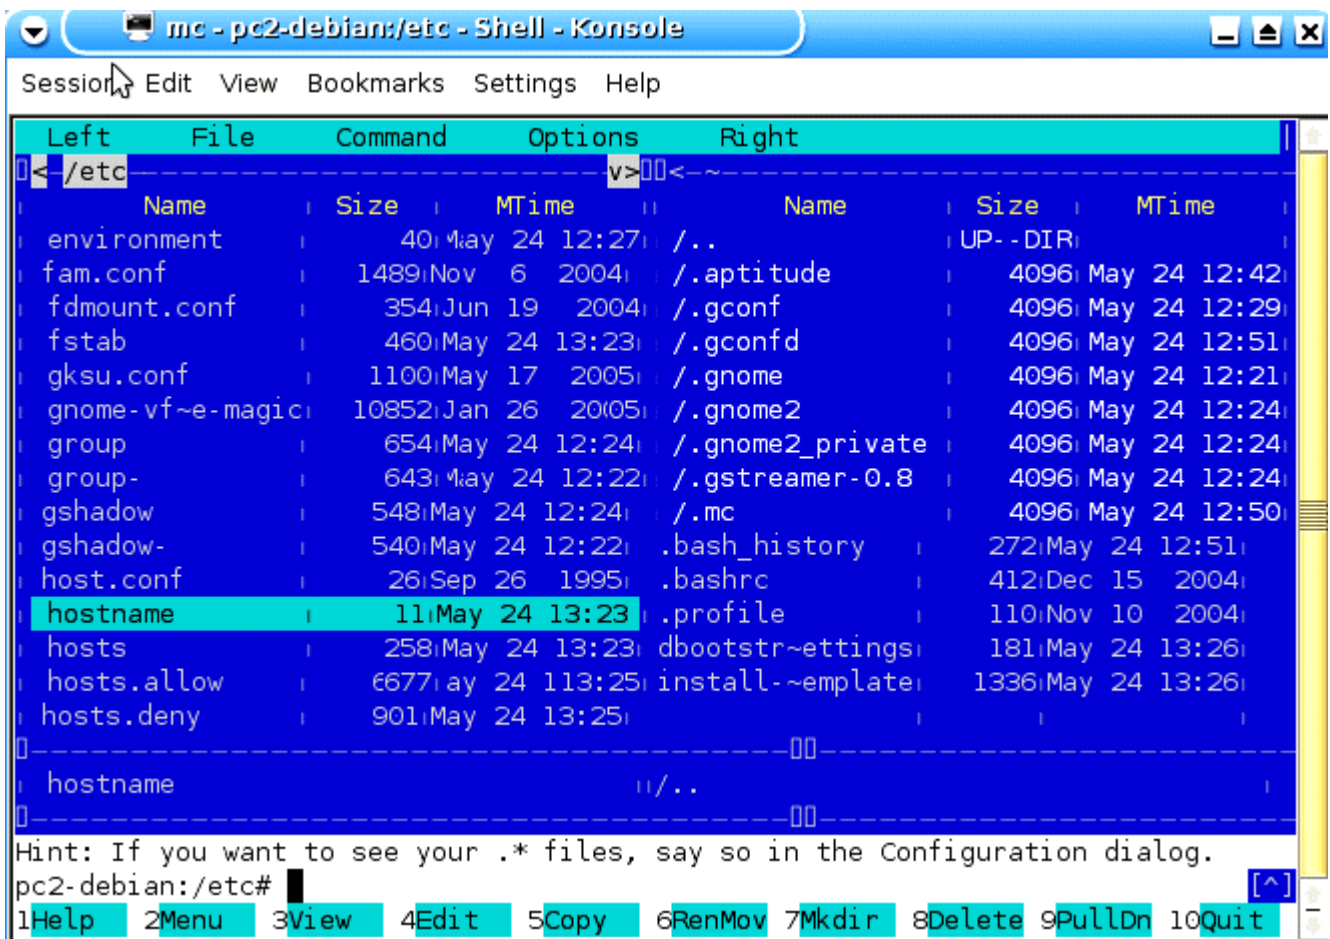 mc - pc2-debian:/etc - Shell - Konsole
Session Edit View Bookmarks Settings Help
Left File Command Options Right
< /etc v> <-~
Name Size MTime Name Size MTime
environment 40 May 24 12:27 /.. UP--DIR
fam.conf 1489 Nov 6 2004 /.aptitude 4096 May 24 12:42
fdmount.conf 354 Jun 19 2004 /.gconf 4096 May 24 12:29
fstab 460 May 24 13:23 /.gconfd 4096 May 24 12:51
gksu.conf 1100 May 17 2005 /.gnome 4096 May 24 12:21
gnome-vf~e-magic 10852 Jan 26 2005 /.gnome2 4096 May 24 12:24
group 654 May 24 12:24 /.gnome2_private 4096 May 24 12:24
group- 643 May 24 12:22 /.gstreamer-0.8 4096 May 24 12:24
gshadow 548 May 24 12:24 /.mc 4096 May 24 12:50
gshadow- 540 May 24 12:22 .bash_history 272 May 24 12:51
host.conf 26 Sep 26 1995 .bashrc 412 Dec 15 2004
hostname 11 May 24 13:23 .profile 110 Nov 10 2004
hosts 258 May 24 13:23 dbootstr~ettings 181 May 24 13:26
hosts.allow 24 install-~emplate 1336 May 24 13:26
hosts.deny 901 May 24 13:25
hostname /..
Hint: If you want to see your .* files, say so in the Configuration dialog.
pc2-debian:/etc# [^]
1Help 2Menu 3View 4Edit 5Copy 6RenMov 7Mkdir 8Delete 9PullDn 10Quit